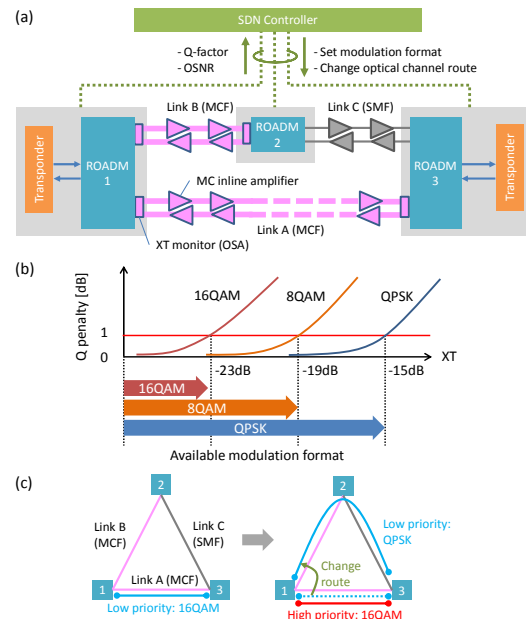 (a)
SDN Controller
- Q-factor
- OSNR
- Set modulation format
- Change optical channel route
Link B (MCF)
Link C (SMF)
Transponder
ROADM
1
ROADM
2
ROADM
3
Transponder
MC inline amplifier
Link A (MCF)
XT monitor (OSA)
(b)
Q penalty [dB]
16QAM
8QAM
QPSK
1
0
XT
-23dB
-19dB
-15dB
16QAM
8QAM
QPSK
Available modulation format
(c)
2
Link B
(MCF)
Link C
(SMF)
Link A (MCF)
1
3
Low priority: 16QAM
2
Low priority:
QPSK
Change
route
1
3
High priority: 16QAM